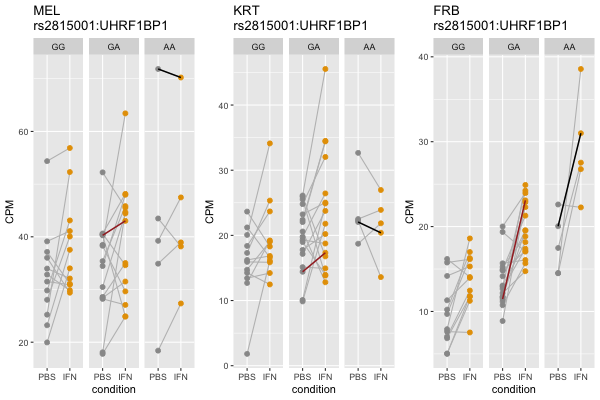 MEL
rs2815001:UHRF1BP1
GG GA AA
60
40
20
CPM
PBS IFN PBS IFN PBS IFN
condition
KRT
rs2815001:UHRF1BP1
GG GA AA
40
30
20
10
0
CPM
PBS IFN PBS IFN PBS IFN
condition
FRB
rs2815001:UHRF1BP1
GG GA AA
40
30
20
10
CPM
PBS IFN PBS IFN PBS IFN
condition